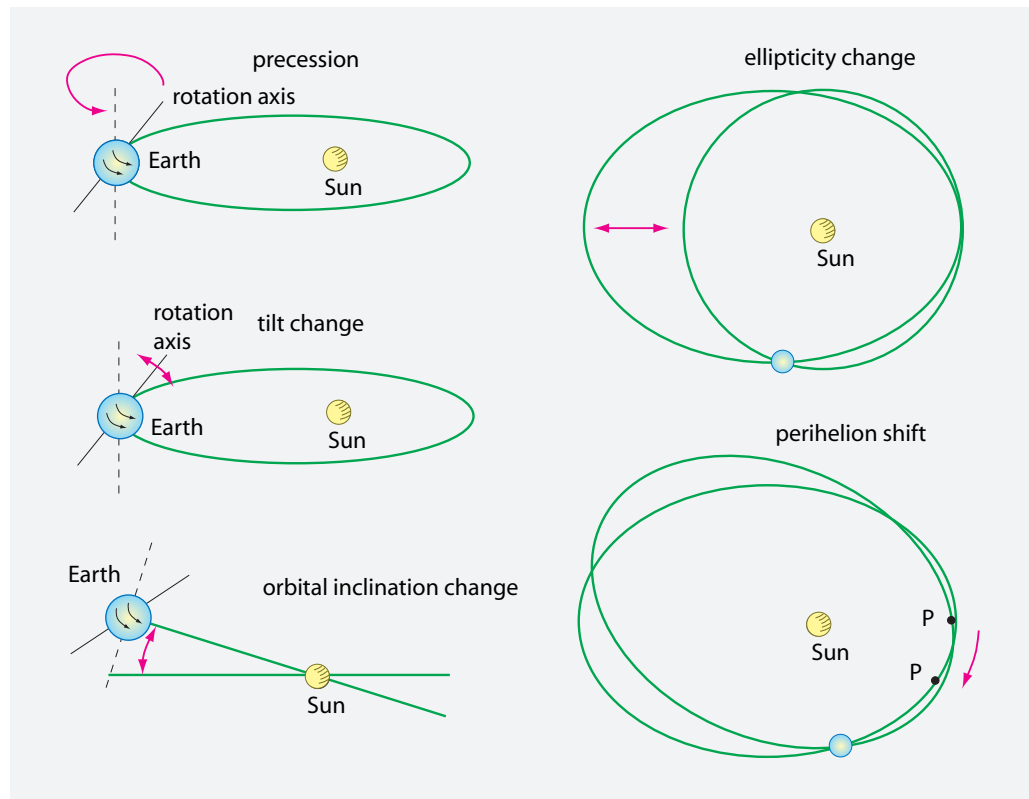 precession
rotation axis
Earth
Sun
rotation
axis
tilt change
Earth
Sun
Earth
orbital inclination change
Sun
ellipticity change
Sun
perihelion shift
P
Sun
P